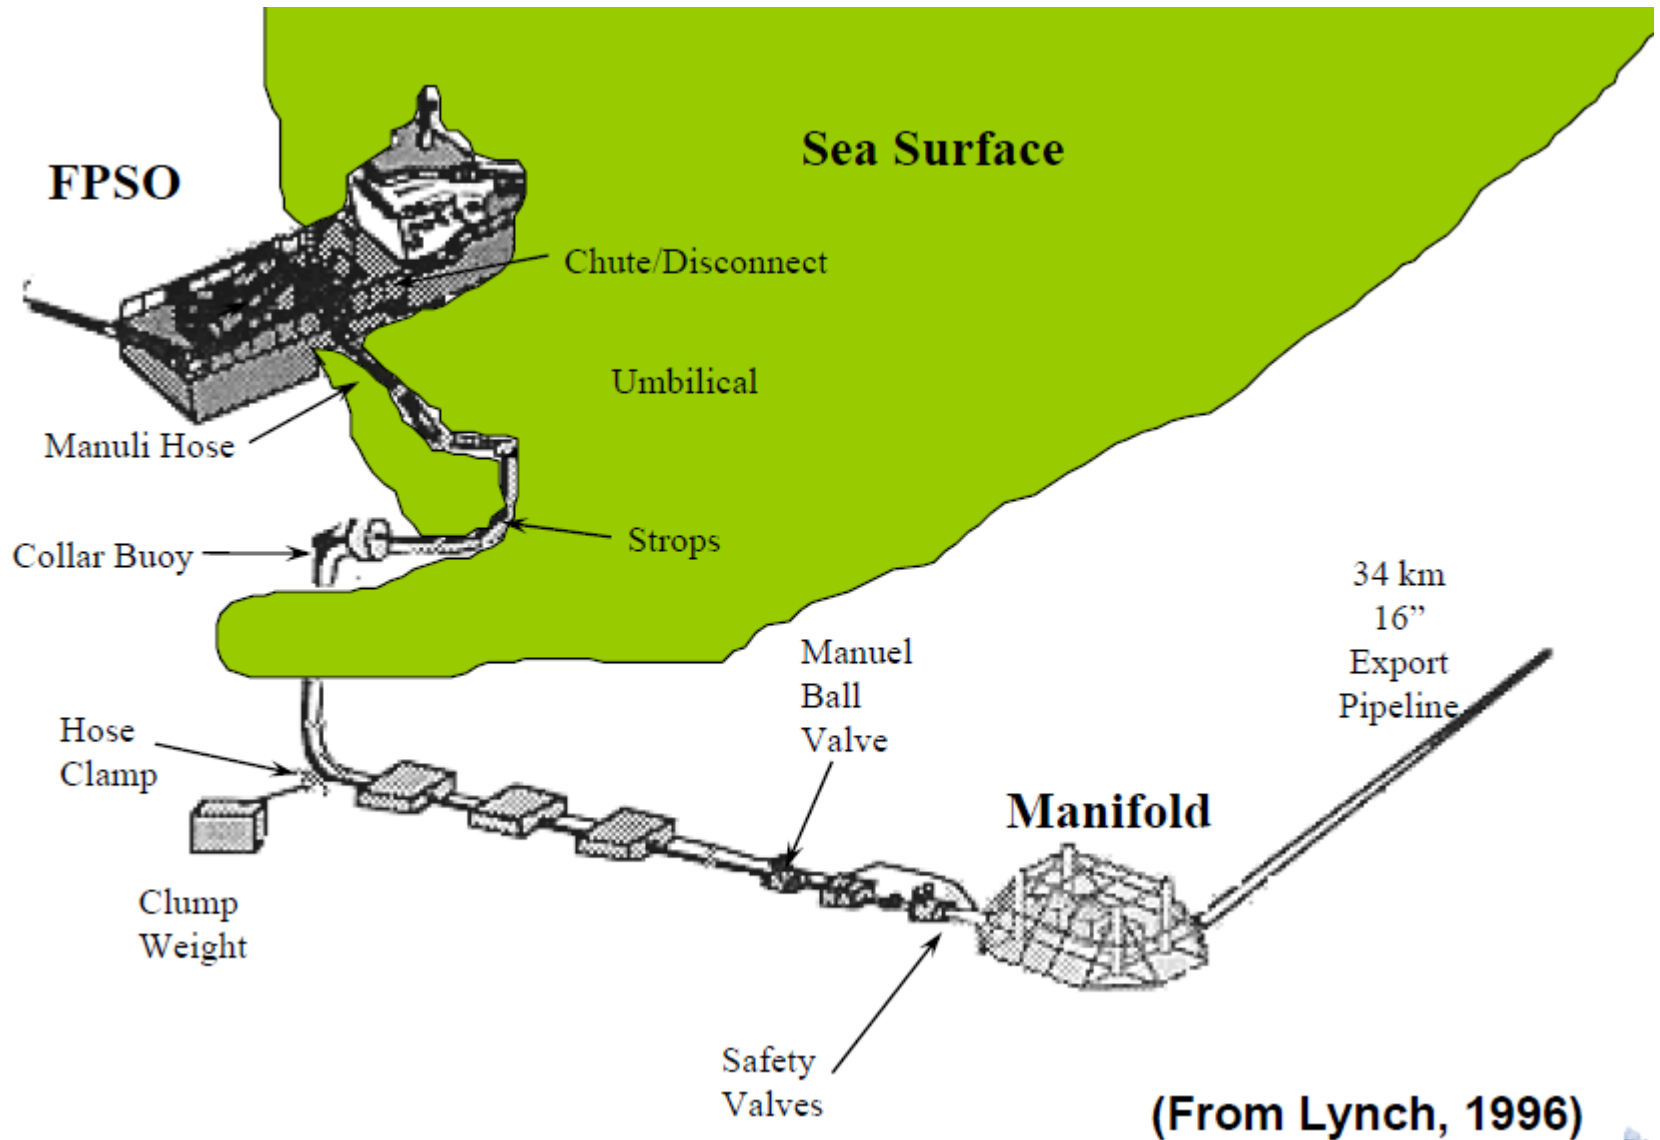 Sea Surface
FPSO
Chute/Disconnect
Umbilical
Manuli Hose
Strops
Collar Buoy
34 km
16”
Export
Pipeline
Manuel
Ball
Valve
Hose
Clamp
Manifold
Clump
Weight
Safety
Valves
(From Lynch, 1996)